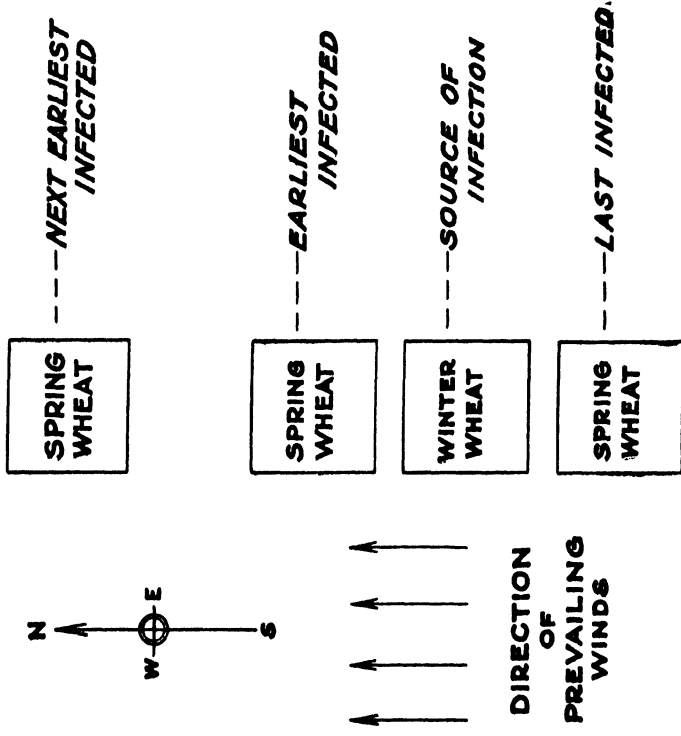 N
W E
S
DIRECTION
OF
PREVAILING
WINDS
SPRING
WHEAT
NEXT EARLIEST
INFECTED
SPRING
WHEAT
EARLIEST
INFECTED
WINTER
WHEAT
SOURCE OF
INFECTION
SPRING
WHEAT
LAST INFECTED.